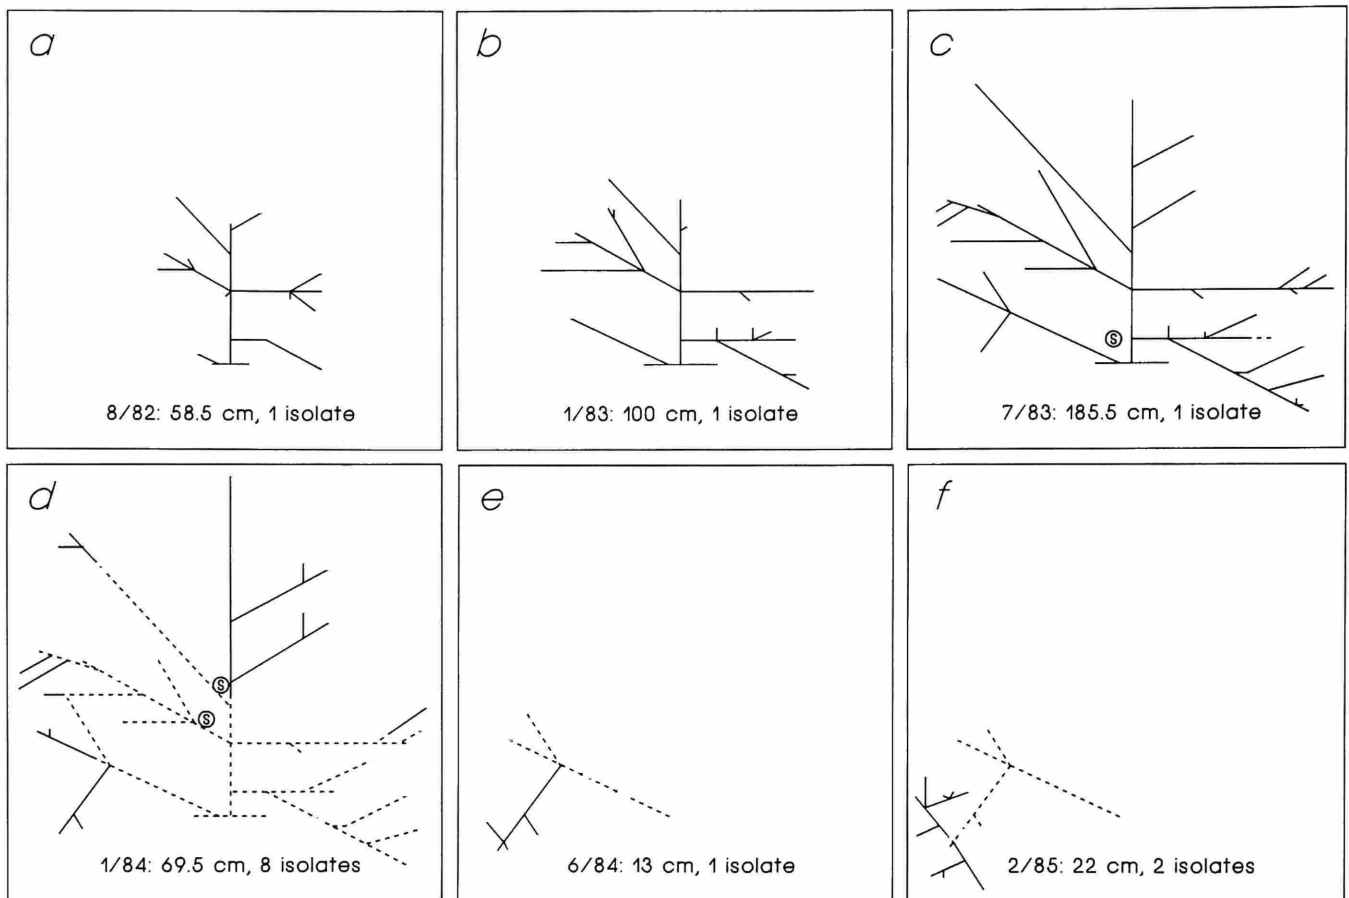 a
b
c
S
8/82: 58.5 cm, 1 isolate
1/83: 100 cm, 1 isolate
7/83: 185.5 cm, 1 isolate
d
e
f
S
S
1/84: 69.5 cm, 8 isolates
6/84: 13 cm, 1 isolate
2/85: 22 cm, 2 isolates